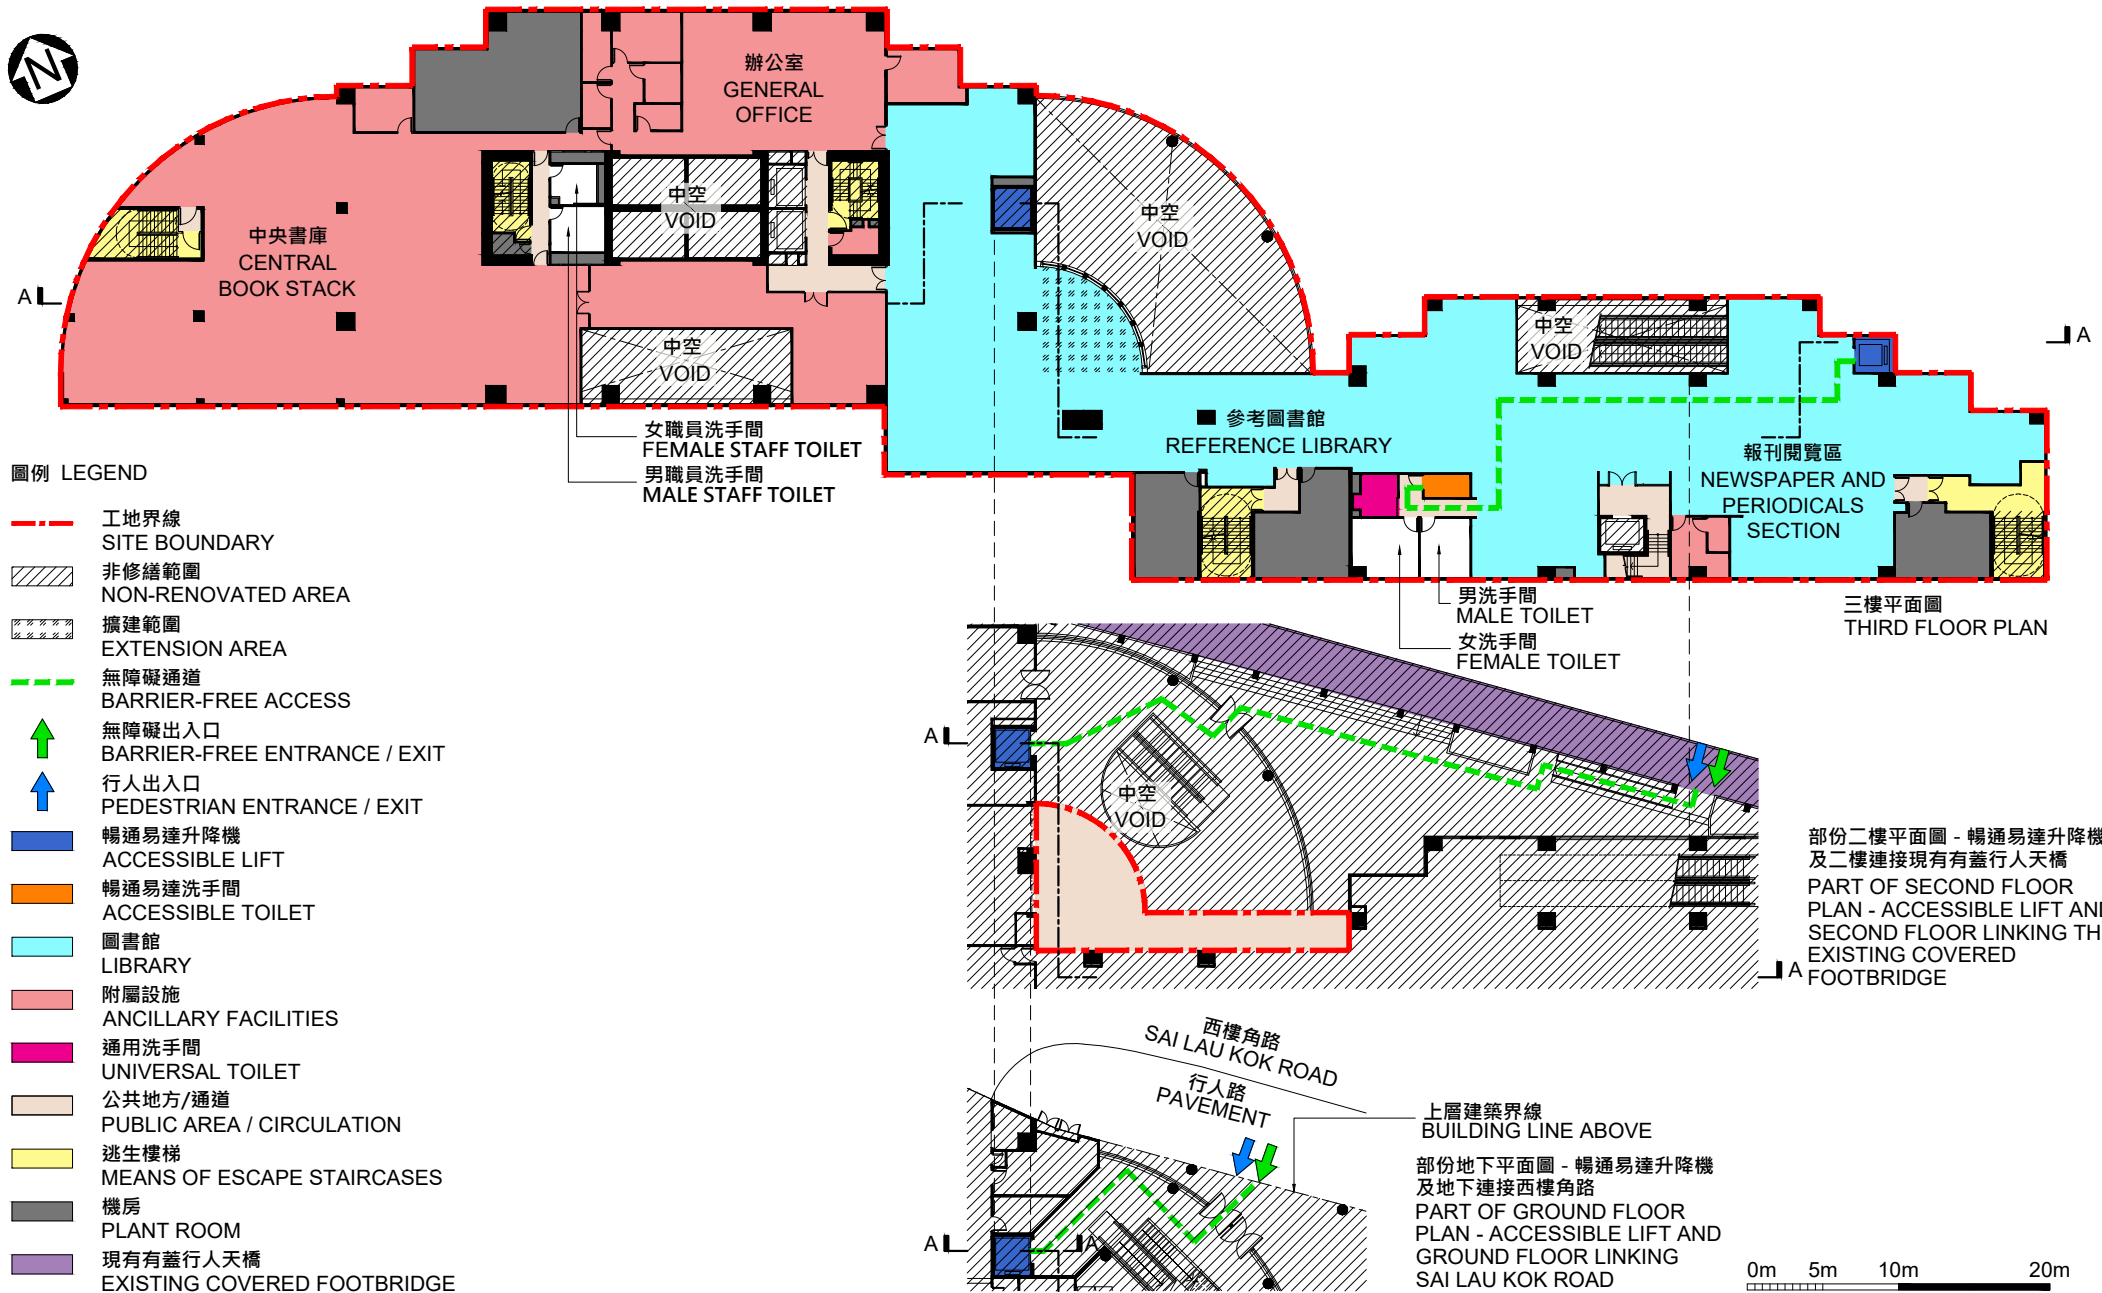 N
辦公室
GENERAL
OFFICE
中空
VOID
中空
VOID
中央書庫
CENTRAL
BOOK STACK
A
中空
VOID
中空
VOID
A
女職員洗手間
FEMALE STAFF TOILET
男職員洗手間
MALE STAFF TOILET
參考圖書館
REFERENCE LIBRARY
報刊閱覽區
NEWSPAPER AND
PERIODICALS
SECTION
男洗手間
MALE TOILET
女洗手間
FEMALE TOILET
三樓平面圖
THIRD FLOOR PLAN
圖例 LEGEND
工地界線
SITE BOUNDARY
非修繕範圍
NON-RENOVATED AREA
擴建範圍
EXTENSION AREA
無障礙通道
BARRIER-FREE ACCESS
無障礙出入口
BARRIER-FREE ENTRANCE / EXIT
行人出入口
PEDESTRIAN ENTRANCE / EXIT
暢通易達升降機
ACCESSIBLE LIFT
暢通易達洗手間
ACCESSIBLE TOILET
圖書館
LIBRARY
附屬設施
ANCILLARY FACILITIES
通用洗手間
UNIVERSAL TOILET
公共地方/通道
PUBLIC AREA / CIRCULATION
逃生樓梯
MEANS OF ESCAPE STAIRCASES
機房
PLANT ROOM
現有有蓋行人天橋
EXISTING COVERED FOOTBRIDGE
A
中空
VOID
A
部份二樓平面圖 - 暢通易達升降機
及二樓連接現有有蓋行人天橋
PART OF SECOND FLOOR
PLAN - ACCESSIBLE LIFT AN
SECOND FLOOR LINKING TH
EXISTING COVERED
FOOTBRIDGE
西樓角路
SAI LAU KOK ROAD
行人路
PAVEMENT
上層建築界線
BUILDING LINE ABOVE
A
A
部份地下平面圖 - 暢通易達升降機
及地下連接西樓角路
PART OF GROUND FLOOR
PLAN - ACCESSIBLE LIFT AND
GROUND FLOOR LINKING
SAI LAU KOK ROAD
0m 5m 10m 20m